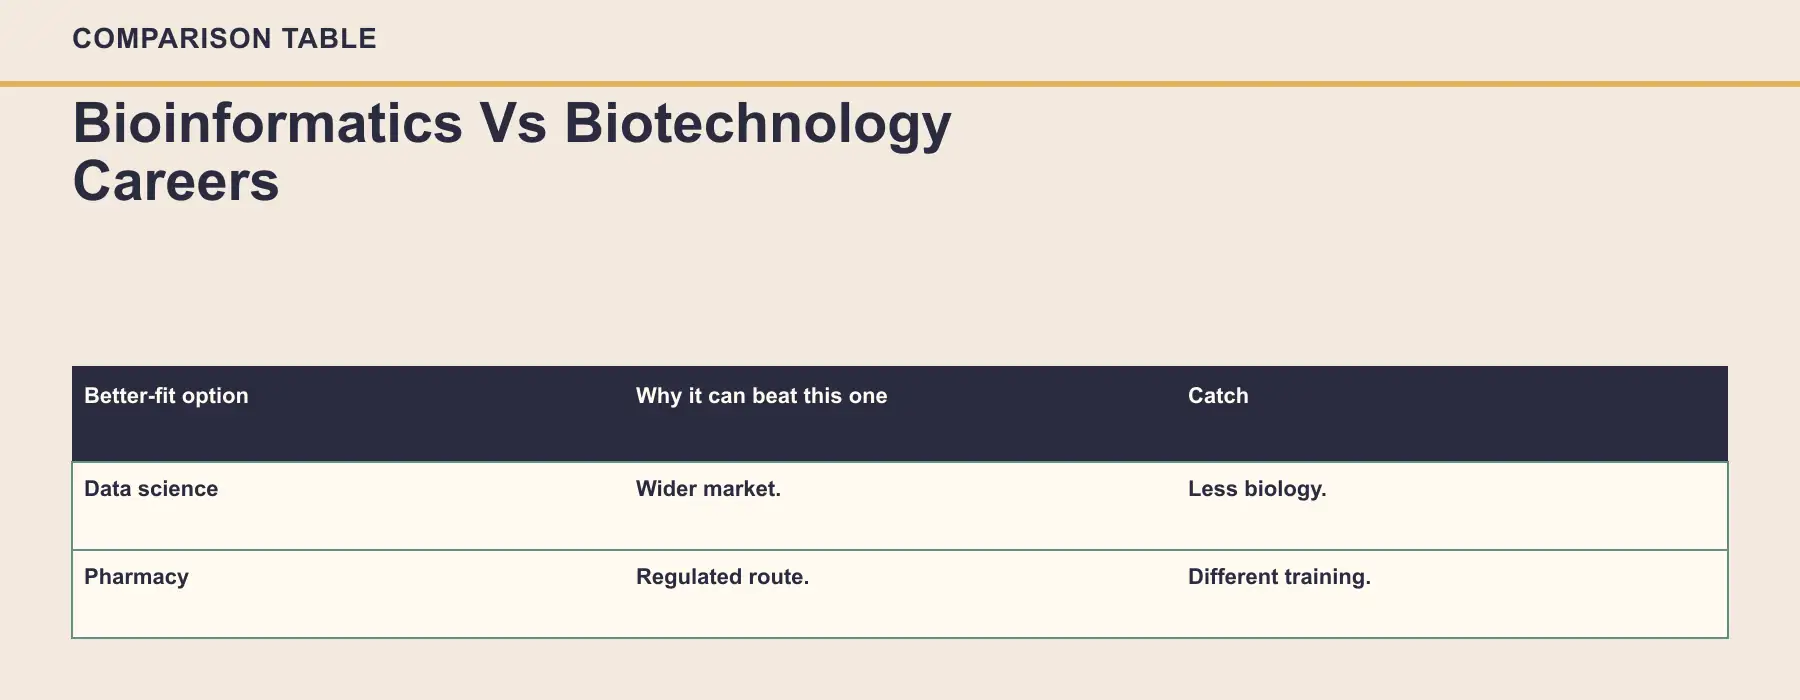 COMPARISON TABLE
Bioinformatics Vs Biotechnology
Careers
Better-fit option Why it can beat this one Catch
Data science Wider market. Less biology.
Pharmacy Regulated route. Different training.